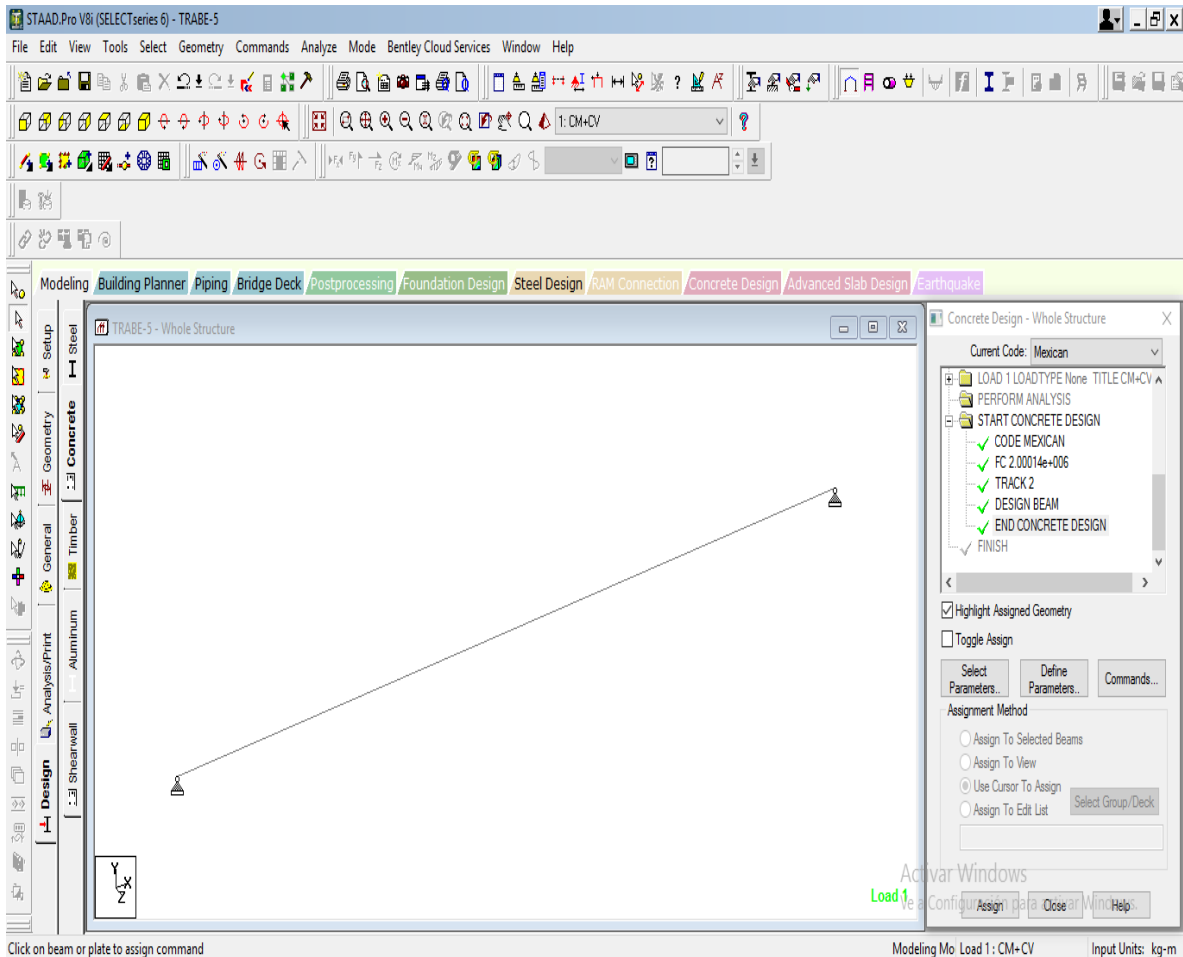 STAAD.Pro V8i (SELECTseries 6) - TRABE-5
File Edit View Tools Select Geometry Commands Analyze Mode Bentley Cloud Services Window Help
1: CM+CV
Modeling Building Planner Piping Bridge Deck Postprocessing Foundation Design Steel Design RAM Connection Concrete Design Advanced Slab Design Earthquake
Setup
Geometry
General
Analysis/Print
Design
Steel
Concrete
Timber
Aluminum
Shearwall
TRABE-5 - Whole Structure
Y
X
Z
Load 1
Concrete Design - Whole Structure
Current Code: Mexican
LOAD 1 LOADTYPE None TITLE CM+CV
PERFORM ANALYSIS
START CONCRETE DESIGN
CODE MEXICAN
FC 2.00014e+006
TRACK 2
DESIGN BEAM
END CONCRETE DESIGN
FINISH
Highlight Assigned Geometry
Toggle Assign
Select Parameters..
Define Parameters..
Commands...
Assignment Method
Assign To Selected Beams
Assign To View
Use Cursor To Assign
Assign To Edit List
Select Group/Deck
Activar Windows
Ve a Configuración para activar Windows.
Assign Close Help
Click on beam or plate to assign command
Modeling Mo Load 1 : CM+CV Input Units: kg-m